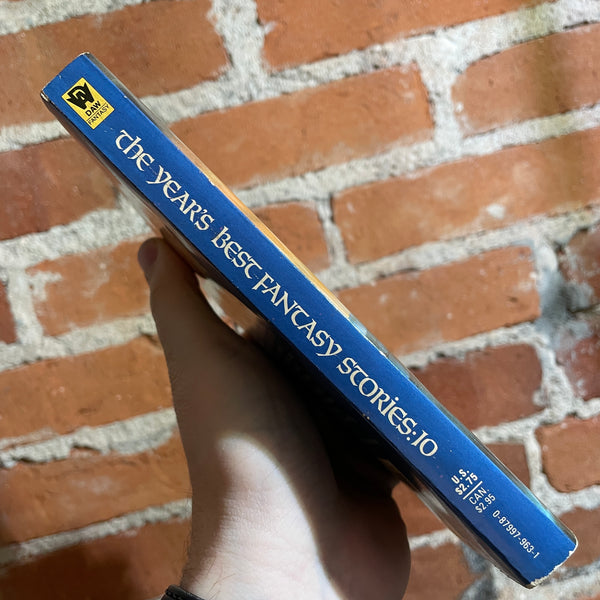 DAW
FANTASY
The Year's Best Fantasy Stories: 10
U.S.
$2.75
CAN
$2.95
0-87997-963-1